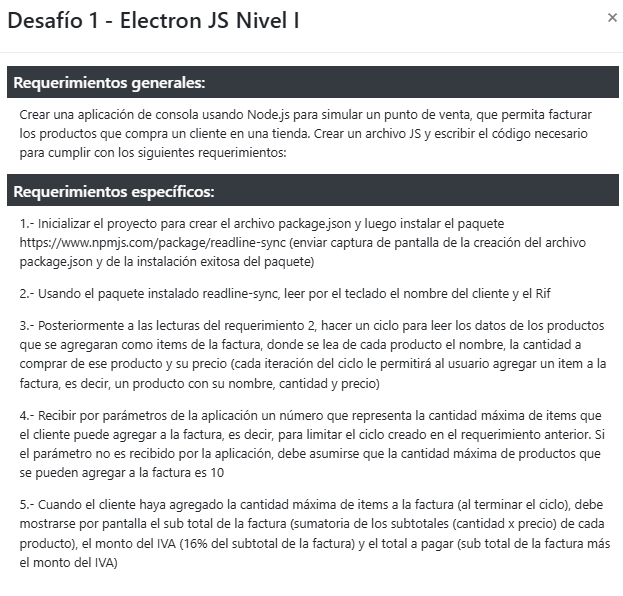 Desafío 1 - Electron JS Nivel I
×
Requerimientos generales:
Crear una aplicación de consola usando Node.js para simular un punto de venta, que permita facturar
los productos que compra un cliente en una tienda. Crear un archivo JS y escribir el código necesario
para cumplir con los siguientes requerimientos:
Requerimientos específicos:
1.- Inicializar el proyecto para crear el archivo package.json y luego instalar el paquete
https://www.npmjs.com/package/readline-sync (enviar captura de pantalla de la creación del archivo
package.json y de la instalación exitosa del paquete)
2.- Usando el paquete instalado readline-sync, leer por el teclado el nombre del cliente y el Rif
3.- Posteriormente a las lecturas del requerimiento 2, hacer un ciclo para leer los datos de los productos
que se agregaran como items de la factura, donde se lea de cada producto el nombre, la cantidad a
comprar de ese producto y su precio (cada iteración del ciclo le permitirá al usuario agregar un item a la
factura, es decir, un producto con su nombre, cantidad y precio)
4.- Recibir por parámetros de la aplicación un número que representa la cantidad máxima de items que
el cliente puede agregar a la factura, es decir, para limitar el ciclo creado en el requerimiento anterior. Si
el parámetro no es recibido por la aplicación, debe asumirse que la cantidad máxima de productos que
se pueden agregar a la factura es 10
5.- Cuando el cliente haya agregado la cantidad máxima de items a la factura (al terminar el ciclo), debe
mostrarse por pantalla el sub total de la factura (sumatoria de los subtotales (cantidad x precio) de cada
producto), el monto del IVA (16% del subtotal de la factura) y el total a pagar (sub total de la factura más
el monto del IVA)